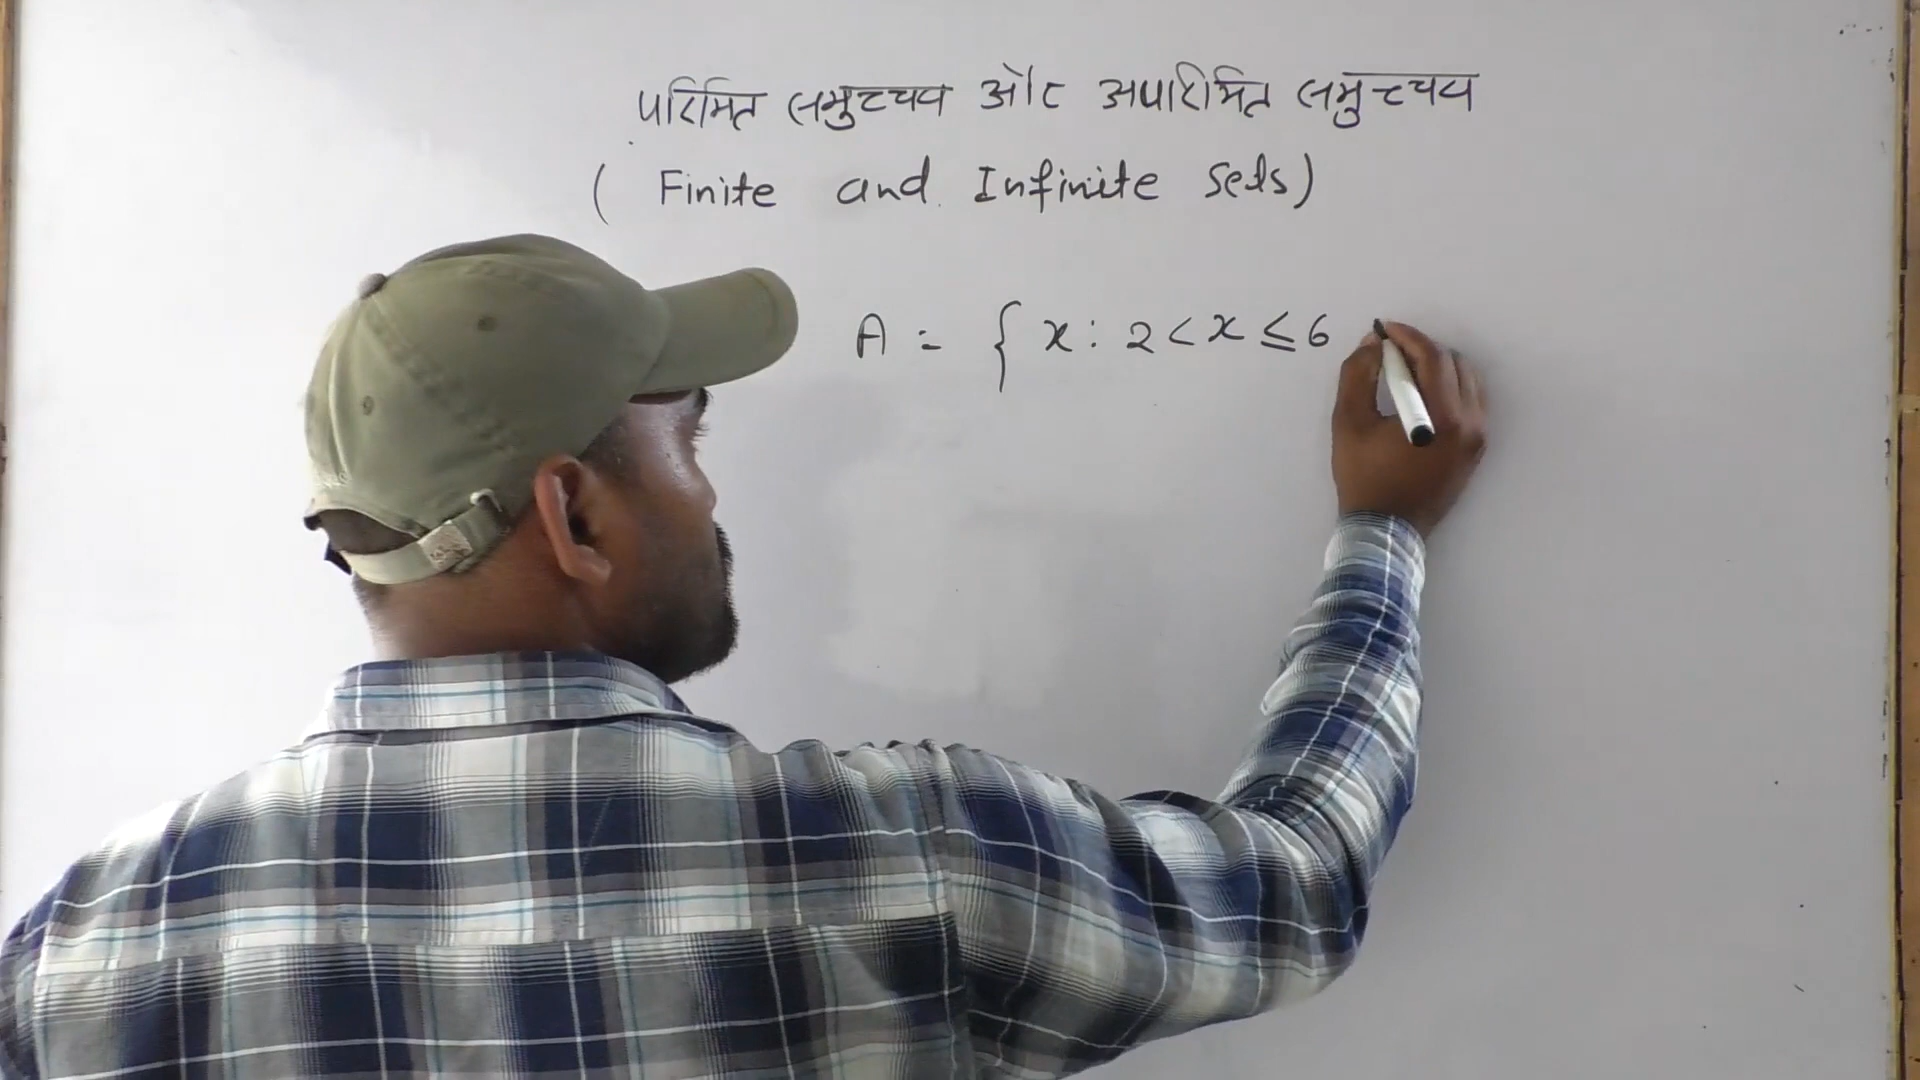 परिमित समुच्चय और अपरिमित समुच्चय
( Finite and Infinite Sets)
A = { x : 2 < x ≤ 6